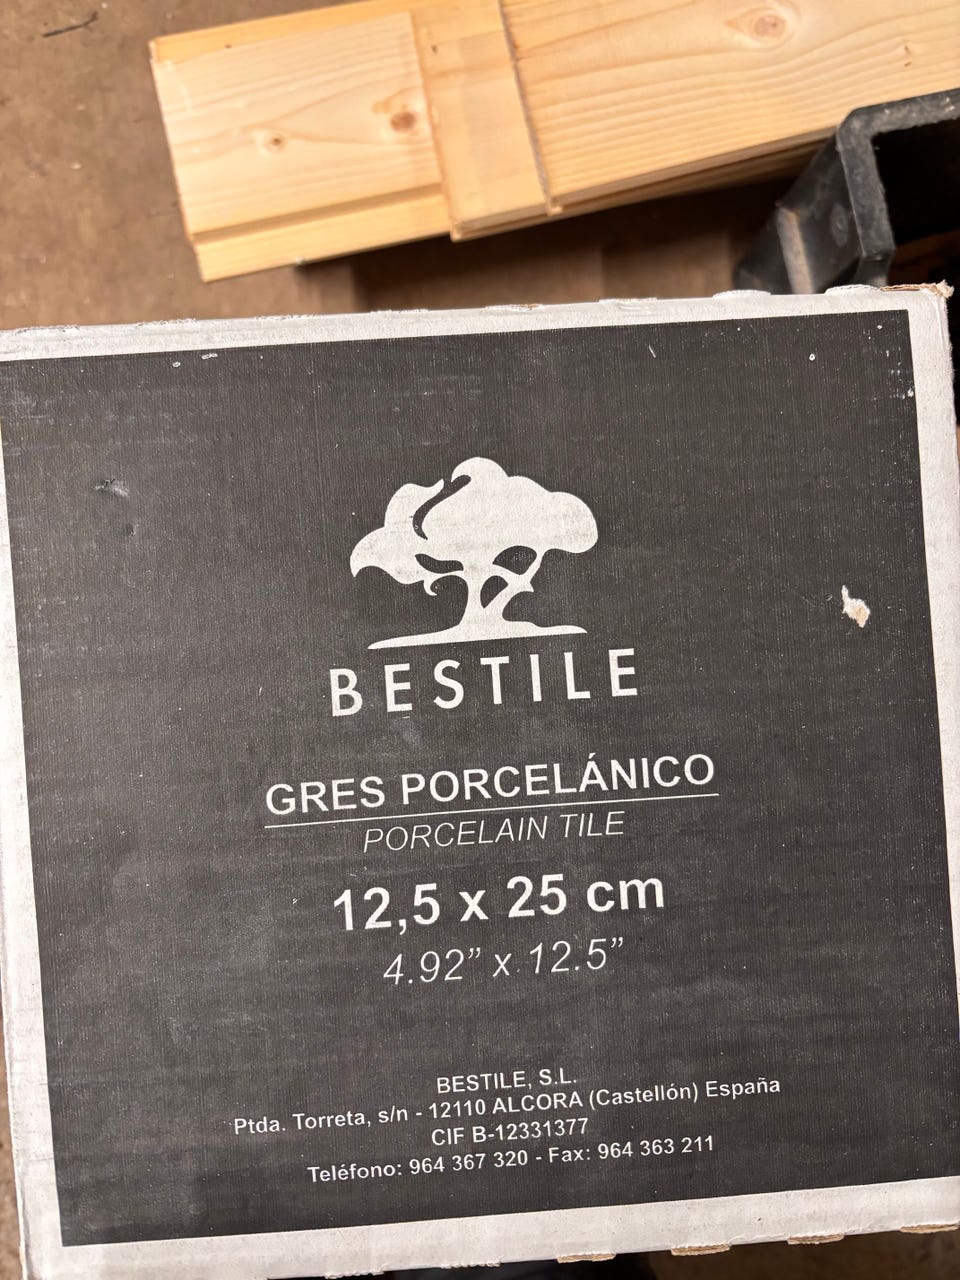 BESTILE
GRES PORCELÁNICO
PORCELAIN TILE
12,5 x 25 cm
4.92” x 12.5”
BESTILE, S.L.
Ptda. Torreta, s/n - 12110 ALCORA (Castellón) España
CIF B-12331377
Teléfono: 964 367 320 - Fax: 964 363 211